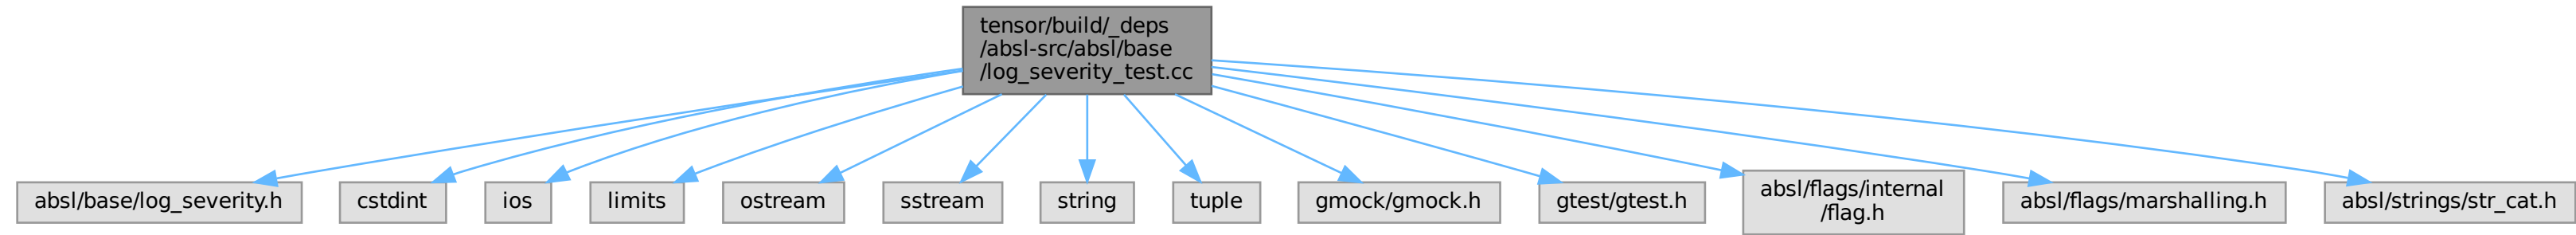 tensor/build/_deps
/absl-src/absl/base
/log_severity_test.cc
absl/base/log_severity.h
cstdint
ios
limits
ostream
sstream
string
tuple
gmock/gmock.h
gtest/gtest.h
absl/flags/internal
/flag.h
absl/flags/marshalling.h
absl/strings/str_cat.h